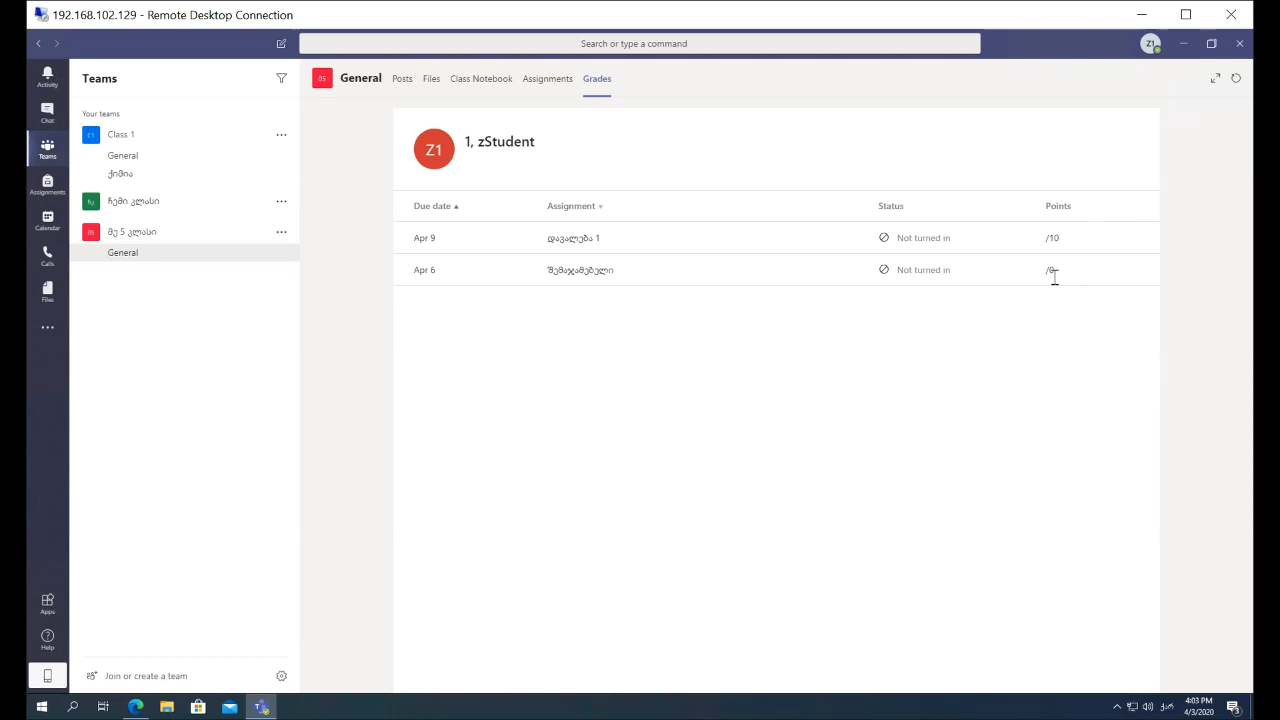 192.168.102.129 - Remote Desktop Connection
Search or type a command
Z1
Activity
Chat
Teams
Assignments
Calendar
Calls
Files
Apps
Help
Teams
Your teams
C1 Class 1
General
ქიმია
ჩემი კლასი
მე 5 კლასი
General
Join or create a team
General Posts Files Class Notebook Assignments Grades
Z1 1, zStudent
Due date Assignment Status Points
Apr 9 დავალება 1 Not turned in /10
Apr 6 შემაჯამებელი Not turned in
4:03 PM
4/3/2020